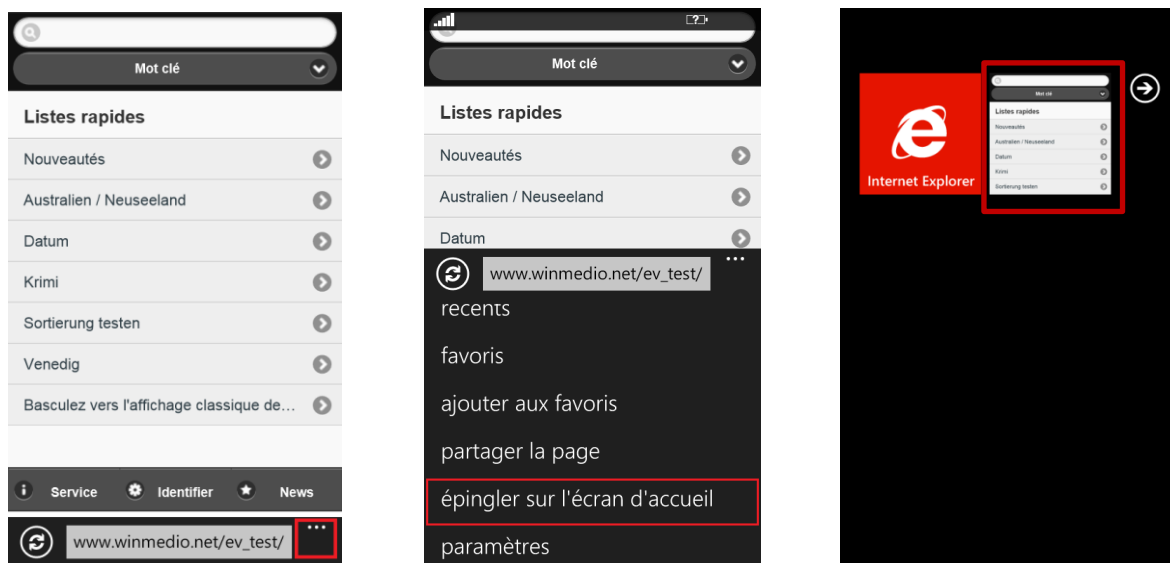 Mot clé
Listes rapides
Nouveautés
Australien / Neuseeland
Datum
Krimi
Sortierung testen
Venedig
Basculez vers l'affichage classique de...
Service Identifier News
www.winmedio.net/ev_test/ ...
Mot clé
Listes rapides
Nouveautés
Australien / Neuseeland
Datum
www.winmedio.net/ev_test/ ...
recents
favoris
ajouter aux favoris
partager la page
épingler sur l'écran d'accueil
paramètres
Internet Explorer
Mot clé
Listes rapides
Nouveautés
Australien / Neuseeland
Datum
Krimi
Sortierung testen